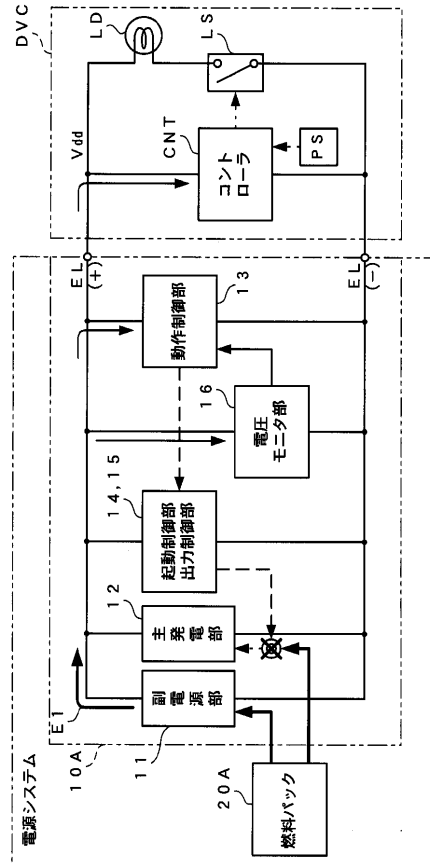 電源システム
10A
E1
副電源部
11
主発電部
12
起動制御部
出力制御部
14,15
電圧
モニタ部
16
動作制御部
13
EL
(+)
EL
(-)
燃料パック
20A
DVC
Vdd
LD
LS
CNT
コント
ローラ
PS